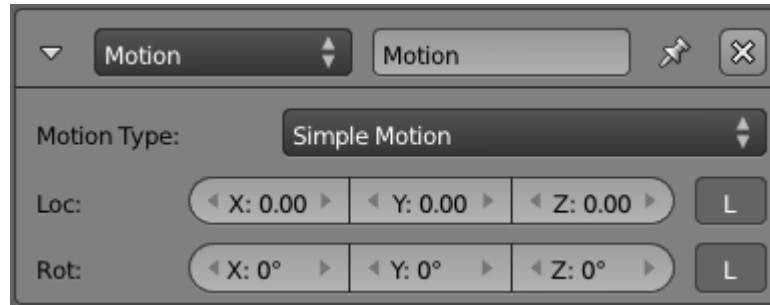 Motion Motion
Motion Type: Simple Motion
Loc: X: 0.00 Y: 0.00 Z: 0.00 L
Rot: X: 0° Y: 0° Z: 0° L